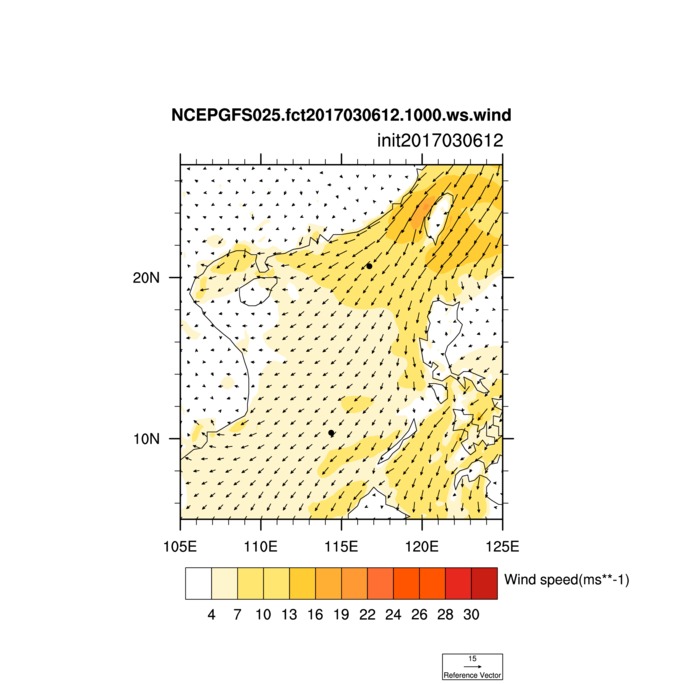 NCEPGFS025.fct2017030612.1000.ws.wind
init2017030612
20N
10N
105E 110E 115E 120E 125E
4 7 10 13 16 19 22 24 26 28 30
Wind speed(ms**-1)
15
Reference Vector